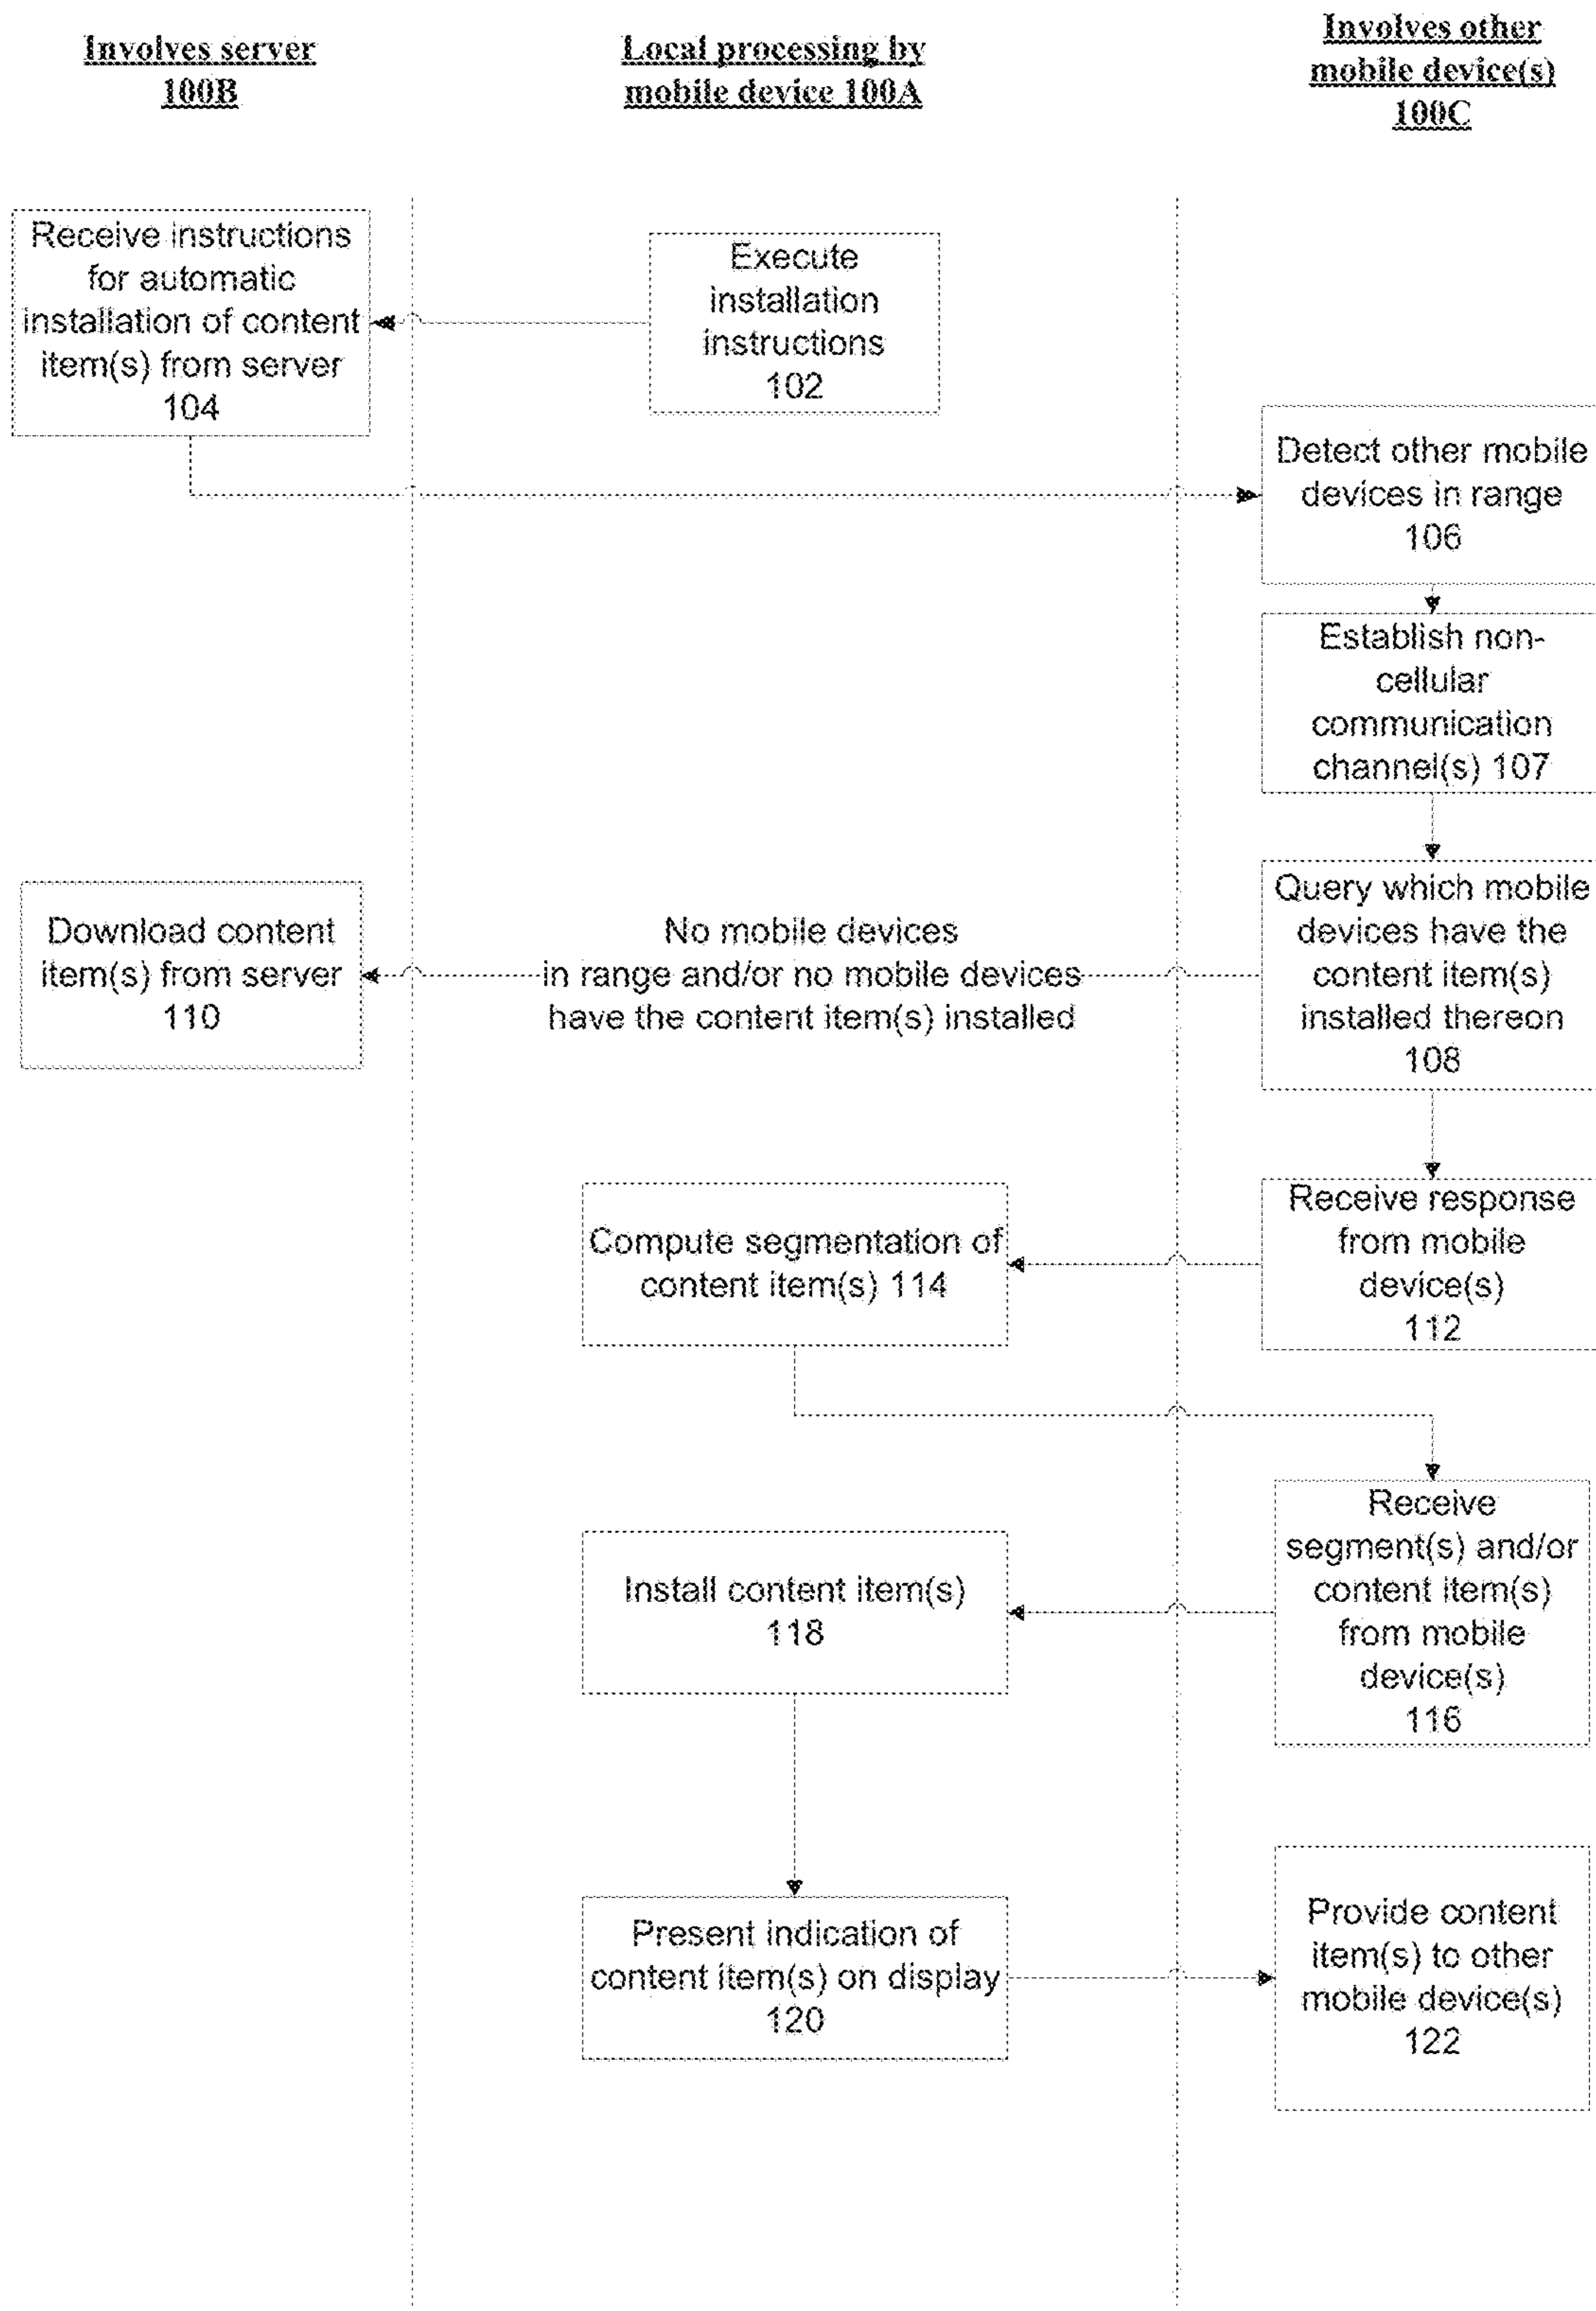 Involves server
100B
Local processing by
mobile device 100A
Involves other
mobile device(s)
100C
Receive instructions
for automatic
installation of content
item(s) from server
104
Execute
installation
instructions
102
Detect other mobile
devices in range
106
Establish non-
cellular
communication
channel(s) 107
Download content
item(s) from server
110
No mobile devices
in range and/or no mobile devices
have the content item(s) installed
Query which mobile
devices have the
content item(s)
installed thereon
108
Compute segmentation of
content item(s) 114
Receive response
from mobile
device(s)
112
Install content item(s)
118
Receive
segment(s) and/or
content item(s)
from mobile
device(s)
116
Present indication of
content item(s) on display
120
Provide content
item(s) to other
mobile device(s)
122